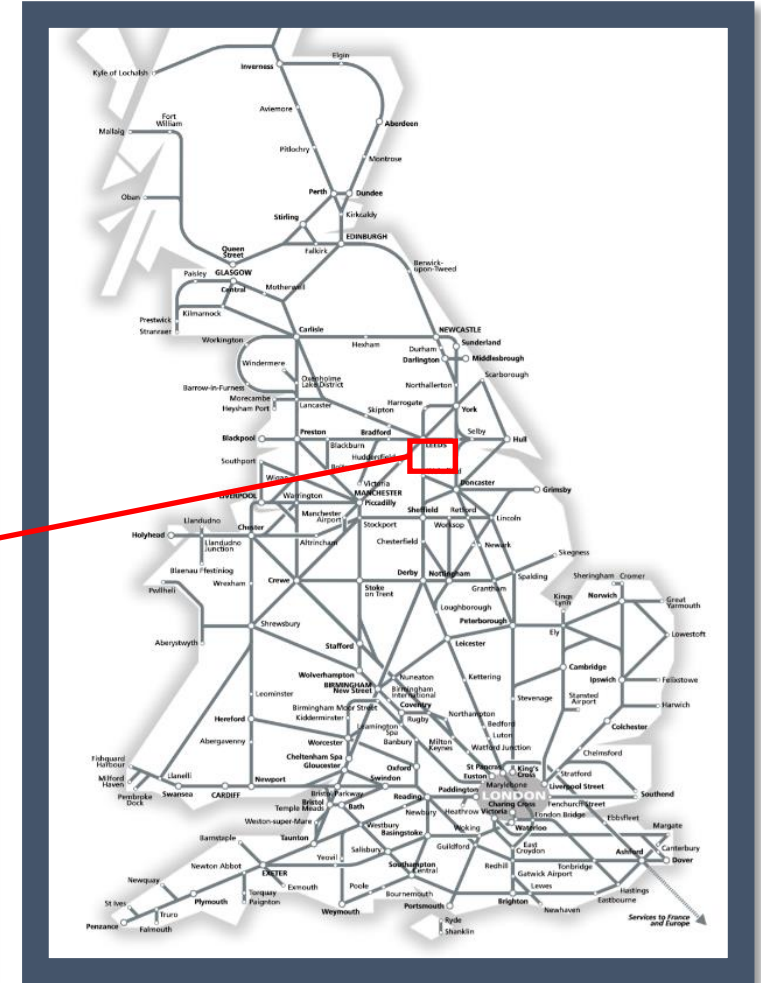 Elgin
Inverness
Kyle of Lochalsh
Aviemore
Fort
William
Aberdeen
Mallaig
Pitlochry
Montrose
Perth
Dundee
Oban
Stirling
Kirkcaldy
EDINBURGH
Queen
Street
Falkirk
Berwick-
upon-Tweed
Paisley
GLASGOW
Central
Motherwell
Kilmarnock
Prestwick
Stranraer
Carlisle
NEWCASTLE
Workington
Hexham
Sunderland
Durham
Darlington
Middlesbrough
Windermere
Scarborough
Oxenholme
Lake District
Northallerton
Barrow-in-Furness
Morecambe
Heysham Port
Lancaster
Harrogate
York
Skipton
Preston
Bradford
Selby
Blackpool
Hull
Blackburn
LEEDS
Southport
Victoria
Doncaster
Grimsby
MANCHESTER
Piccadilly
Warrington
Sheffield
Retford
Manchester
Airport
Stockport
Worksop
Lincoln
Llandudno
Chester
Holyhead
Llandudno
Junction
Altrincham
Chesterfield
Newark
Skegness
Blaenau Ffestiniog
Wrexham
Crewe
Stoke
on Trent
Derby
Nottingham
Grantham
Spalding
Sheringham
Cromer
Pwllheli
Kings
Lynn
Norwich
Great
Yarmouth
Loughborough
Peterborough
Aberystwyth
Shrewsbury
Stafford
Leicester
Ely
Lowestoft
Wolverhampton
BIRMINGHAM
New Street
Nuneaton
Birmingham
International
Kettering
Cambridge
Ipswich
Felixstowe
Leominster
Coventry
Stevenage
Stansted
Airport
Harwich
Birmingham Moor Street
Kidderminster
Rugby
Northampton
Hereford
Leamington
Spa
Bedford
Colchester
Worcester
Banbury
Milton
Keynes
Luton
Abergavenny
Watford Junction
Chelmsford
Cheltenham Spa
Gloucester
Oxford
St Pancras
Euston
King's
Cross
Stratford
Fishguard
Harbour
Llanelli
Newport
Swindon
Marylebone
Liverpool Street
Milford
Haven
Pembroke
Dock
Swansea
CARDIFF
Bristol Parkway
Bristol
Temple Meads
Bath
Reading
Paddington
LONDON
Southend
Charing Cross
Fenchurch Street
Newbury
Heathrow
Victoria
London Bridge
Ebbsfleet
Weston-super-Mare
Westbury
Basingstoke
Woking
Waterloo
Margate
Barnstaple
Taunton
Salisbury
Guildford
East
Croydon
Canterbury
Yeovil
Ashford
Dover
Newton Abbot
Southampton
Central
Redhill
Tonbridge
Gatwick Airport
Newquay
EXETER
Exmouth
Poole
Bournemouth
Lewes
Hastings
Eastbourne
St Ives
Plymouth
Torquay
Paignton
Weymouth
Portsmouth
Brighton
Newhaven
Truro
Penzance
Falmouth
Ryde
Shanklin
Services to France
and Europe